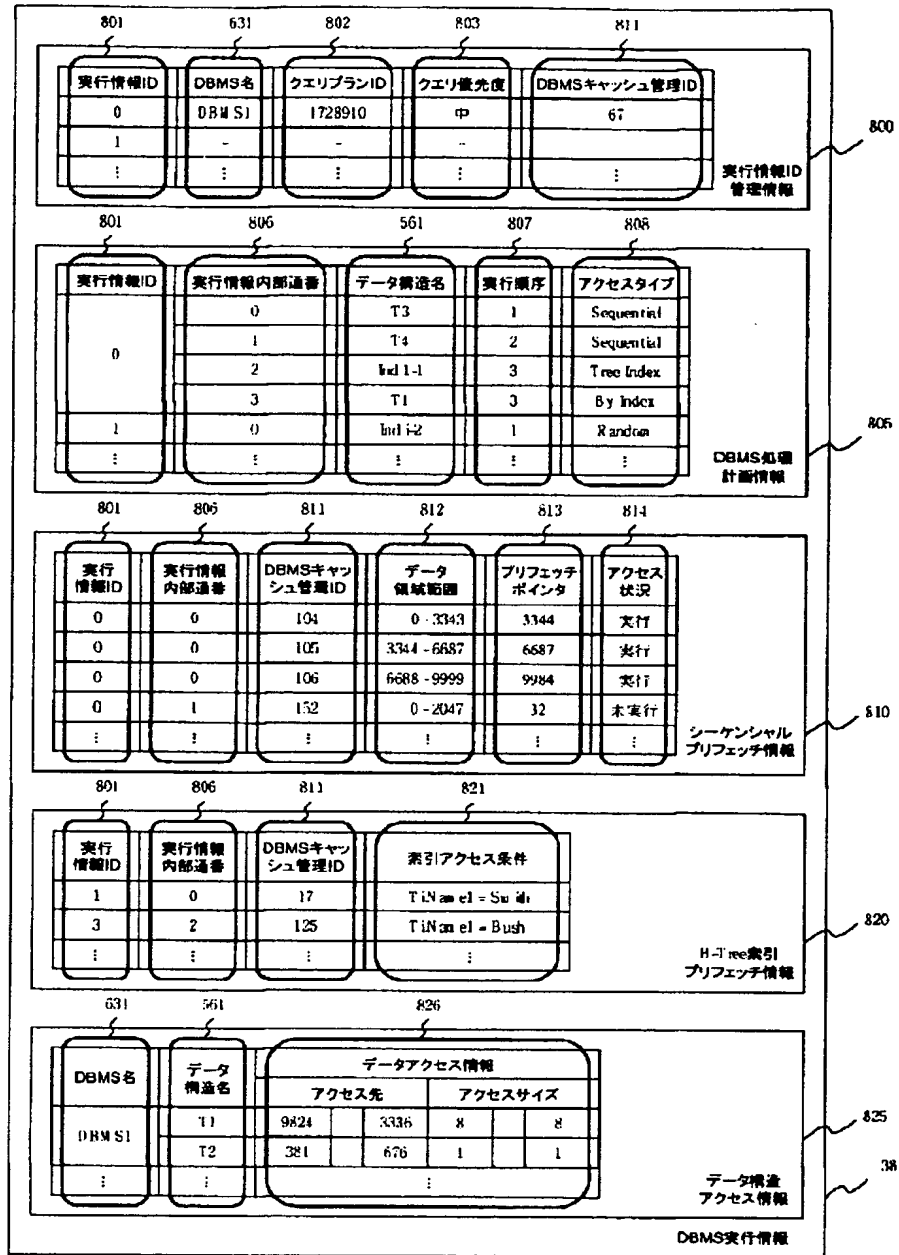 801 631 802 803 811
実行情報ID DBMS名 クエリプランID クエリ優先度 DBMSキャッシュ管理ID
0 DBMS1 1728910 中 67
1 - - -
⋮ ⋮ ⋮ ⋮ ⋮
800
実行情報ID
管理情報
801 806 561 807 808
実行情報ID 実行情報内部通番 データ構造名 実行順序 アクセスタイプ
0 T3 1 Sequential
1 T4 2 Sequential
0
2 Ind1-1 3 Tree Index
3 T1 3 By Index
1 0 Ind i-2 1 Random
⋮ ⋮ ⋮ ⋮ ⋮
805
DBMS処理
計画情報
801 806 811 812 813 814
実行 実行情報 DBMSキャッ データ プリフェッチ アクセス
情報ID 内部通番 シュ管理ID 領域範囲 ポインタ 状況
0 0 104 0-3343 3344 実行
0 0 105 3344-6687 6687 実行
0 0 106 6688-9999 9984 実行
0 1 152 0-2047 32 未実行
⋮ ⋮ ⋮ ⋮ ⋮ ⋮
810
シーケンシャル
プリフェッチ情報
801 806 811 821
実行 実行情報 DBMSキャッ 索引アクセス条件
情報ID 内部通番 シュ管理ID
1 0 17 TiName1 =
3 2 125 TiName1 = Bush
⋮ ⋮ ⋮ ⋮
820
B-Tree索引
プリフェッチ情報
631 561 826
DBMS名 データ データアクセス情報
構造名 アクセス先 アクセスサイズ
DBMS1 T1 9824 3336 8 8
T2 381 676 1 1
⋮ ⋮ ⋮
825
データ構造
アクセス情報
38
DBMS実行情報